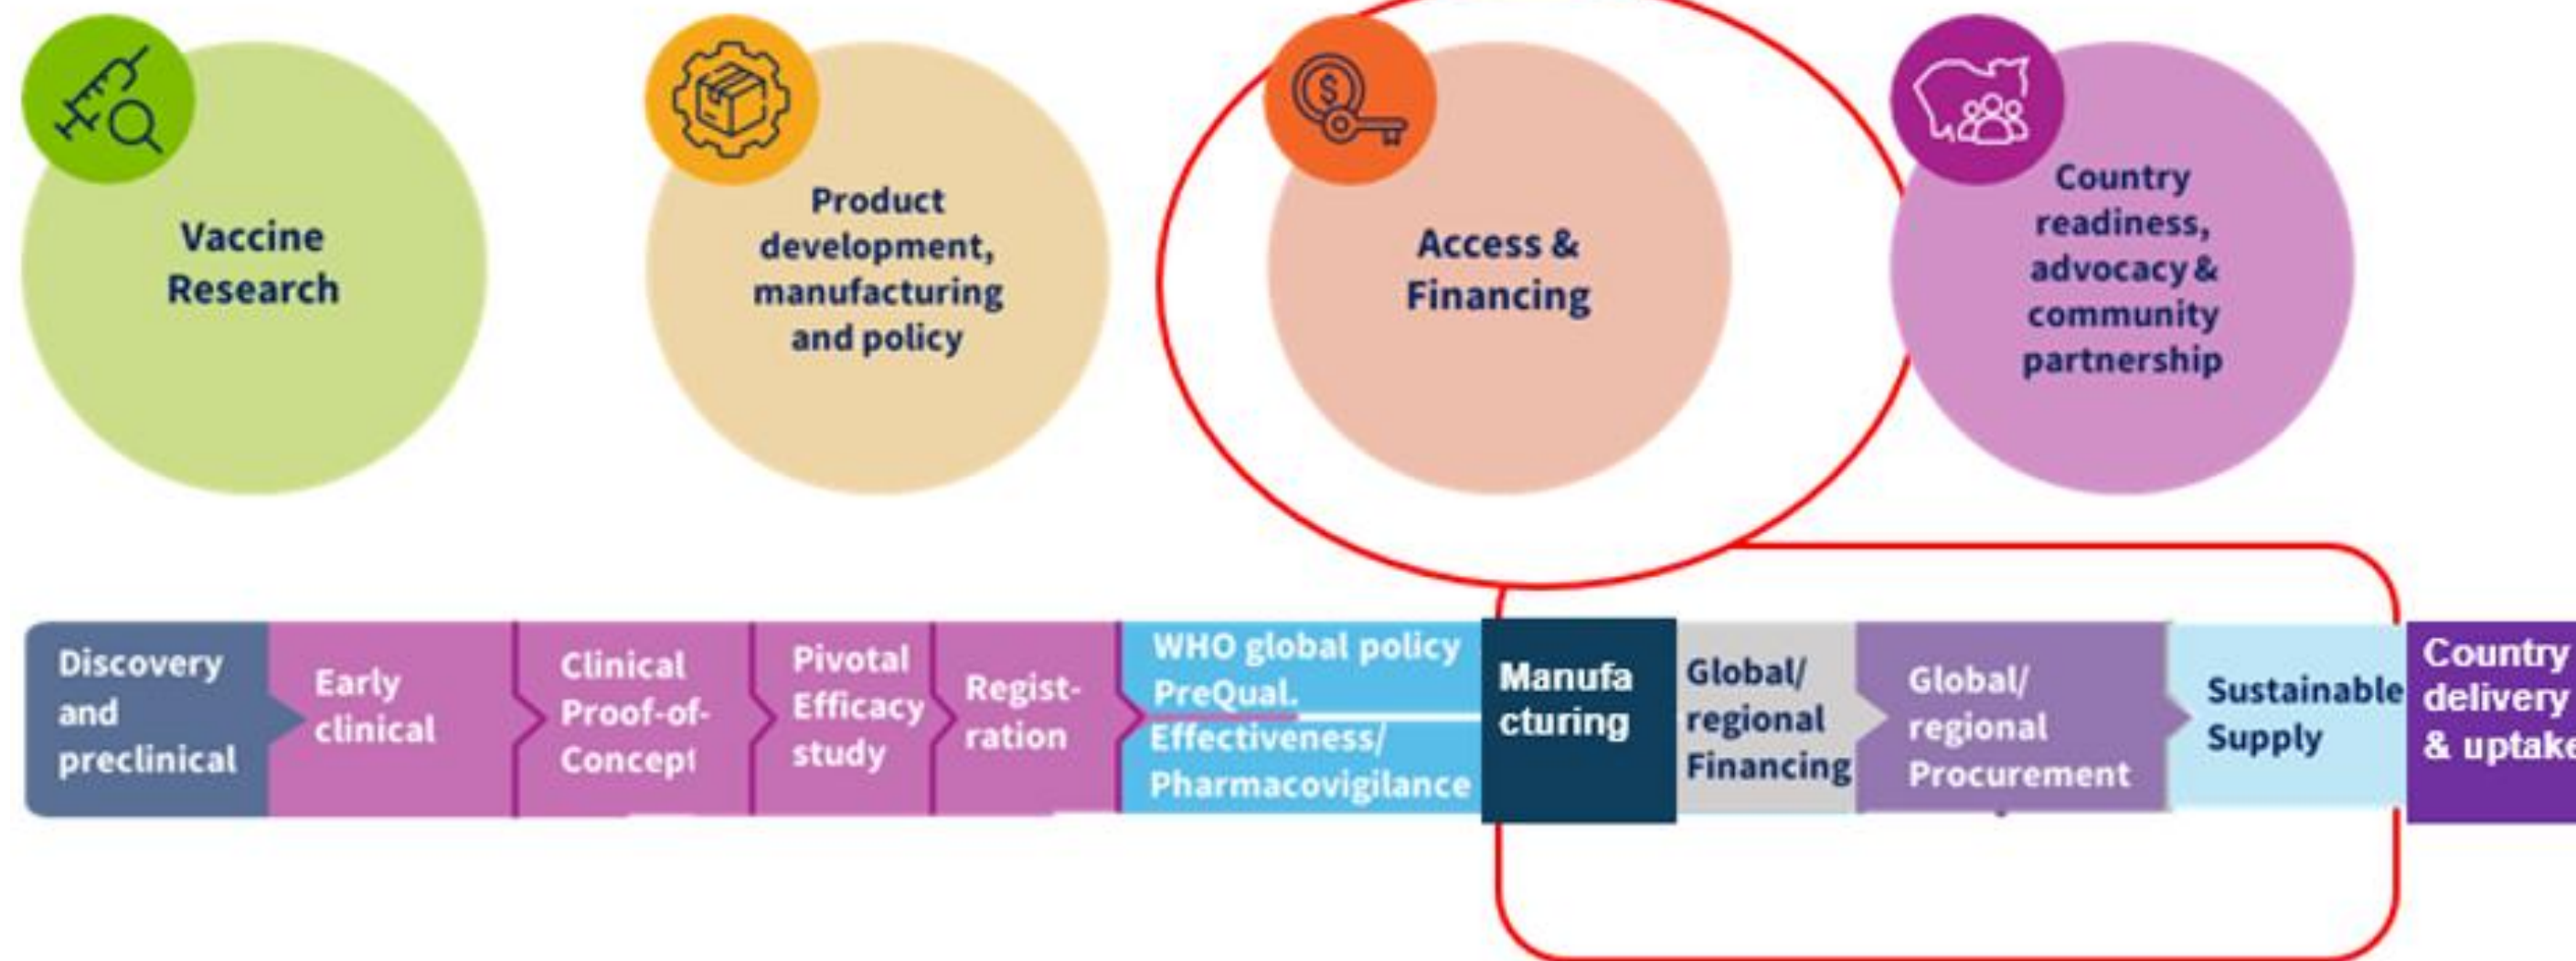 Vaccine
Research
Product
development,
manufacturing
and policy
$
Access &
Financing
Country
readiness,
advocacy &
community
partnership
Discovery
and
preclinical
Early
clinical
Clinical
Proof-of-
Concept
Pivotal
Efficacy
study
Regist-
ration
WHO global policy
PreQual.
Effectiveness/
Pharmacovigilance
Manufa
cturing
Global/
regional
Financing
Global/
regional
Procurement
Sustainable
Supply
Country
delivery
& uptake